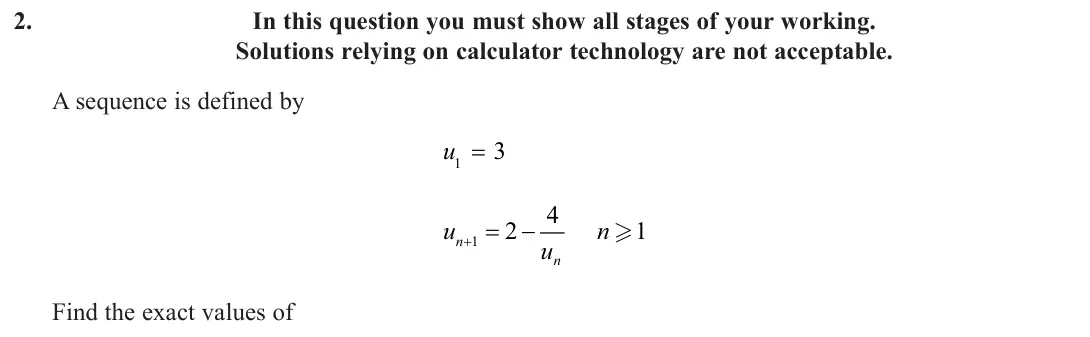 2. In this question you must show all stages of your working.
Solutions relying on calculator technology are not acceptable.
A sequence is defined by
u₁ = 3
uₙ₊₁ = 2 − 4/uₙ n ⩾ 1
Find the exact values of